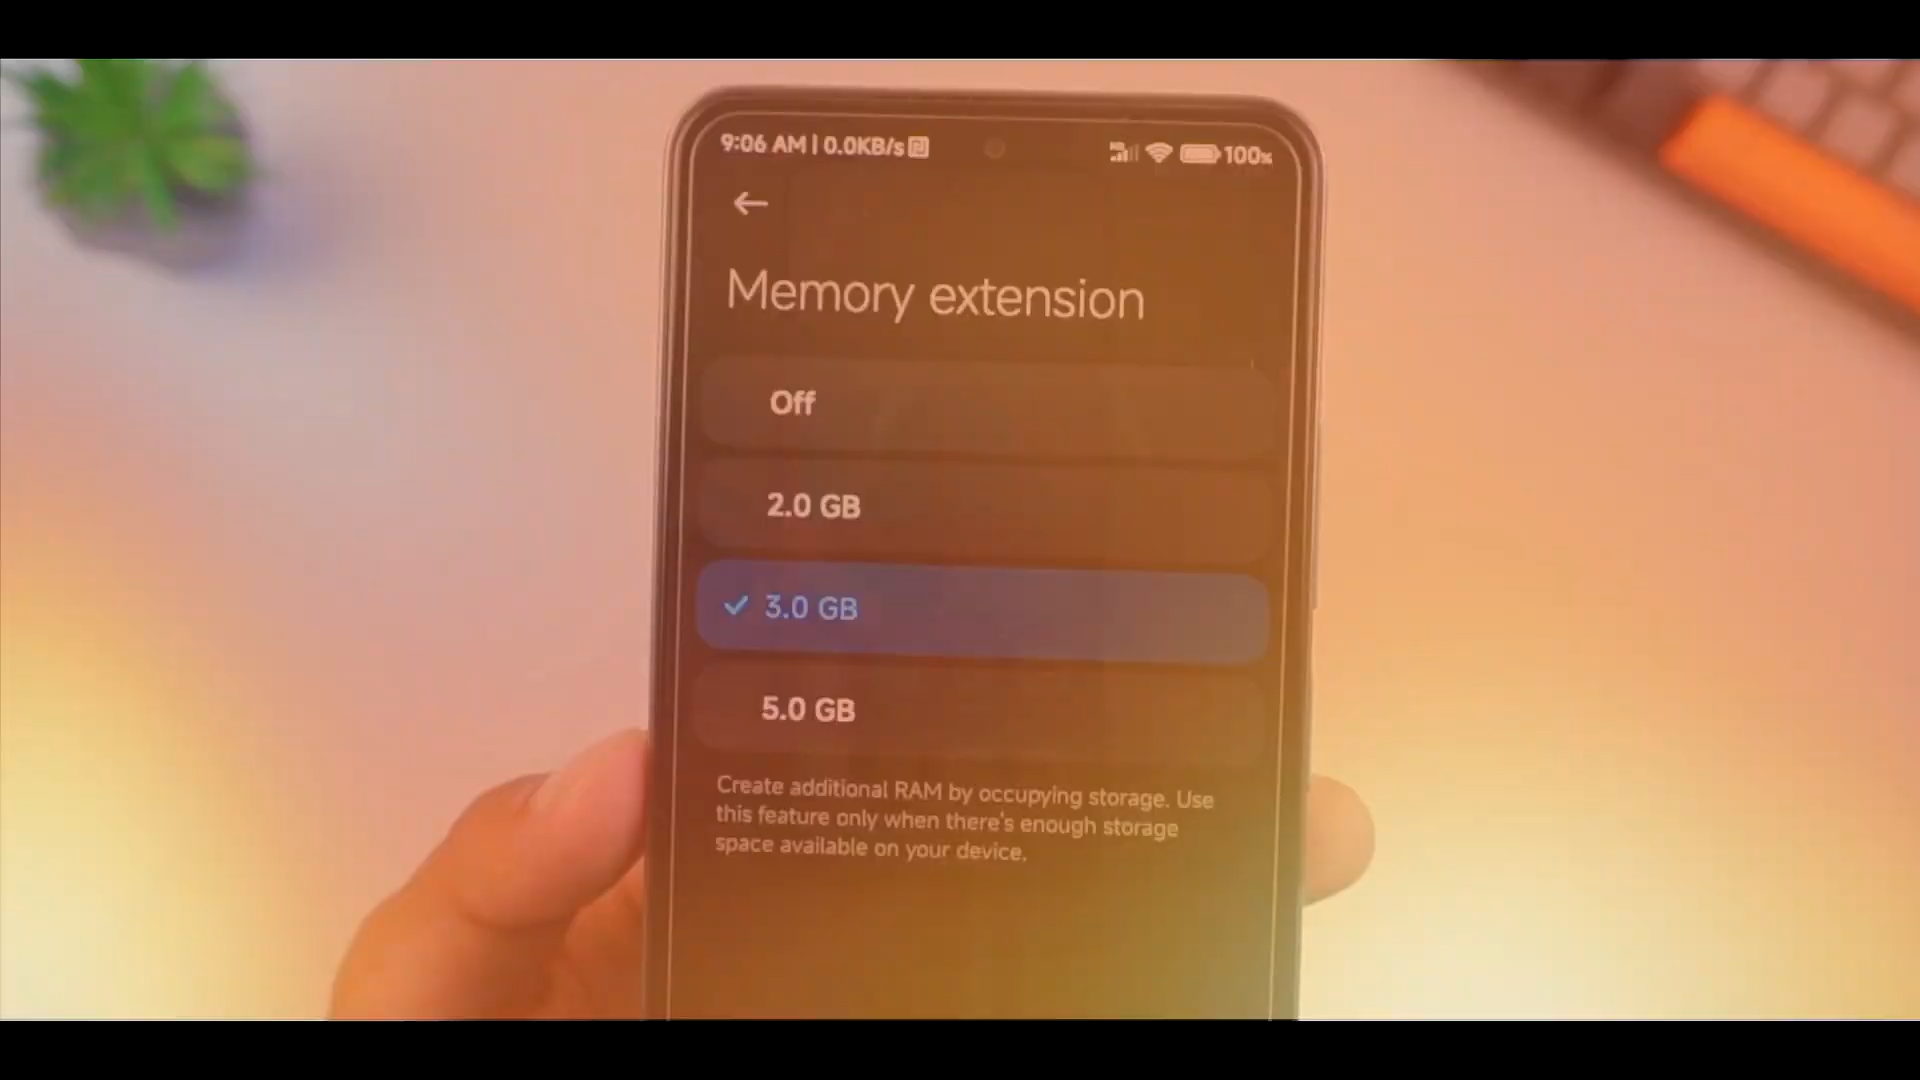 9:06 AM | 0.0KB/s
100%
Memory extension
Off
2.0 GB
3.0 GB
5.0 GB
Create additional RAM by occupying storage. Use
this feature only when there's enough storage
space available on your device.